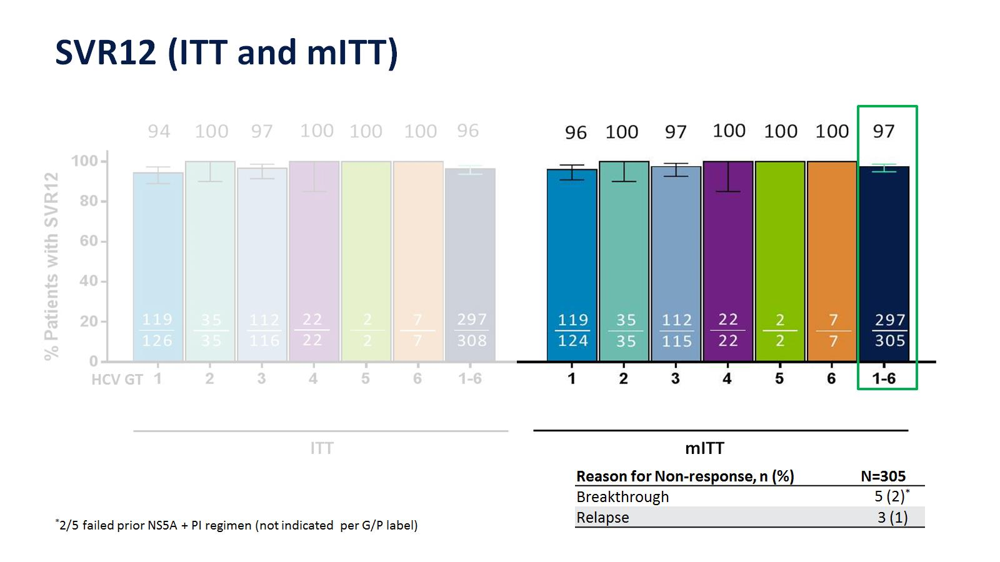 SVR12 (ITT and mITT)
94 100 97 100 100 100 96
96 100 97 100 100 100 97
% Patients with SVR12
100
80
60
40
20
0
119 35 112 22 2 7 297
126 35 116 22 2 7 308
119 35 112 22 2 7 297
124 35 115 22 2 7 305
HCV GT 1 2 3 4 5 6 1-6
1 2 3 4 5 6 1-6
ITT
mITT
Reason for Non-response, n (%) N=305
Breakthrough 5 (2)*
Relapse 3 (1)
*2/5 failed prior NS5A + PI regimen (not indicated per G/P label)